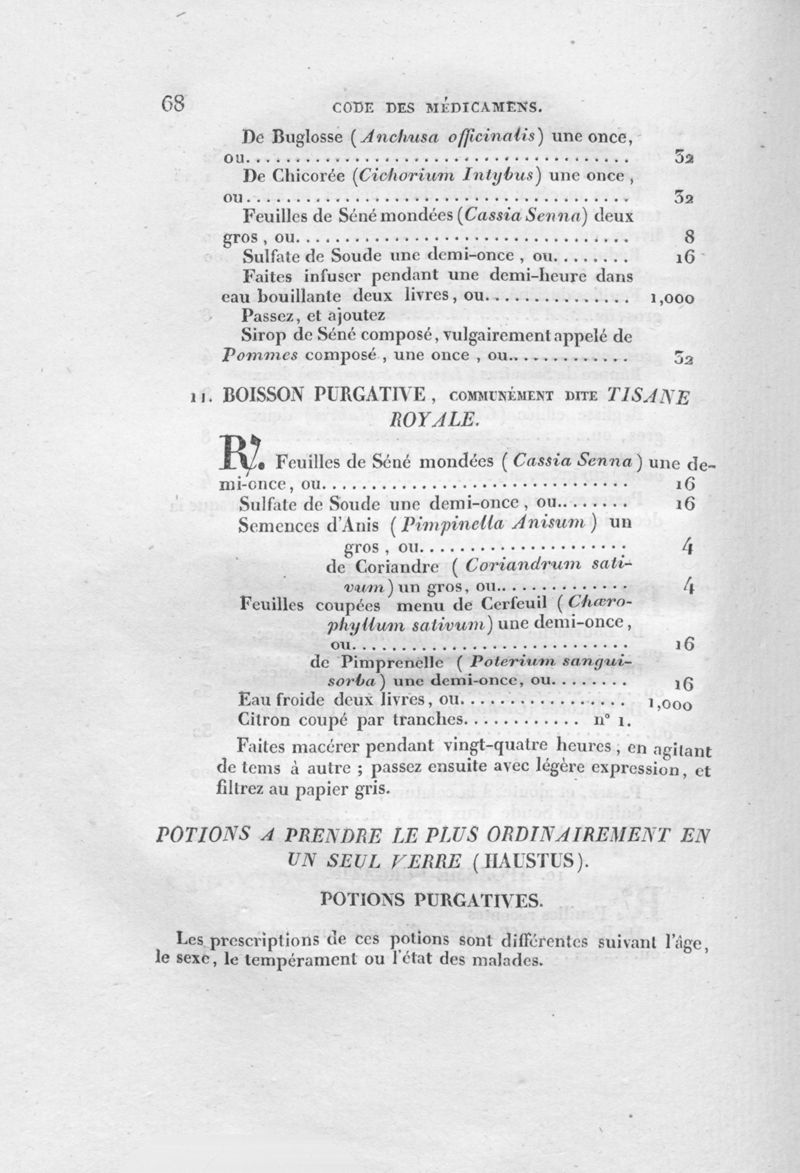 68 CODE DES MÉDICAMENS.
De Buglosse (Anchusa officinalis) une once,
ou....................................... 32
De Chicorée (Cichorium Intybus) une once,
ou....................................... 32
Feuilles de Séné mondées (Cassia Senna) deux
gros, ou................................. 8
Sulfate de Soude une demi-once, ou........ 16
Faites infuser pendant une demi-heure dans
eau bouillante deux livres, ou............... 1,000
Passez, et ajoutez
Sirop de Séné composé, vulgairement appelé de
Pommes composé, une once, ou............. 32
11. BOISSON PURGATIVE, COMMUNÉMENT DITE TISANE
ROYALE.
R/. Feuilles de Séné mondées (Cassia Senna) une de-
mi-once, ou................................. 16
Sulfate de Soude une demi-once, ou........ 16
Semences d'Anis (Pimpinella Anisum) un
gros, ou..................... 4
de Coriandre (Coriandrum sati-
vum) un gros, ou.............. 4
Feuilles coupées menu de Cerfeuil (Chæro-
phyllum sativum) une demi-once,
ou............................ 16
de Pimprenelle (Poterium sangui-
sorba) une demi-once, ou........ 16
Eau froide deux livres, ou................. 1,000
Citron coupé par tranches............ n° 1.
Faites macérer pendant vingt-quatre heures, en agitant
de tems à autre; passez ensuite avec légère expression, et
filtrez au papier gris.
POTIONS A PRENDRE LE PLUS ORDINAIREMENT EN
UN SEUL VERRE (HAUSTUS).
POTIONS PURGATIVES.
Les prescriptions de ces potions sont différentes suivant l'âge,
le sexe, le tempérament ou l'état des malades.